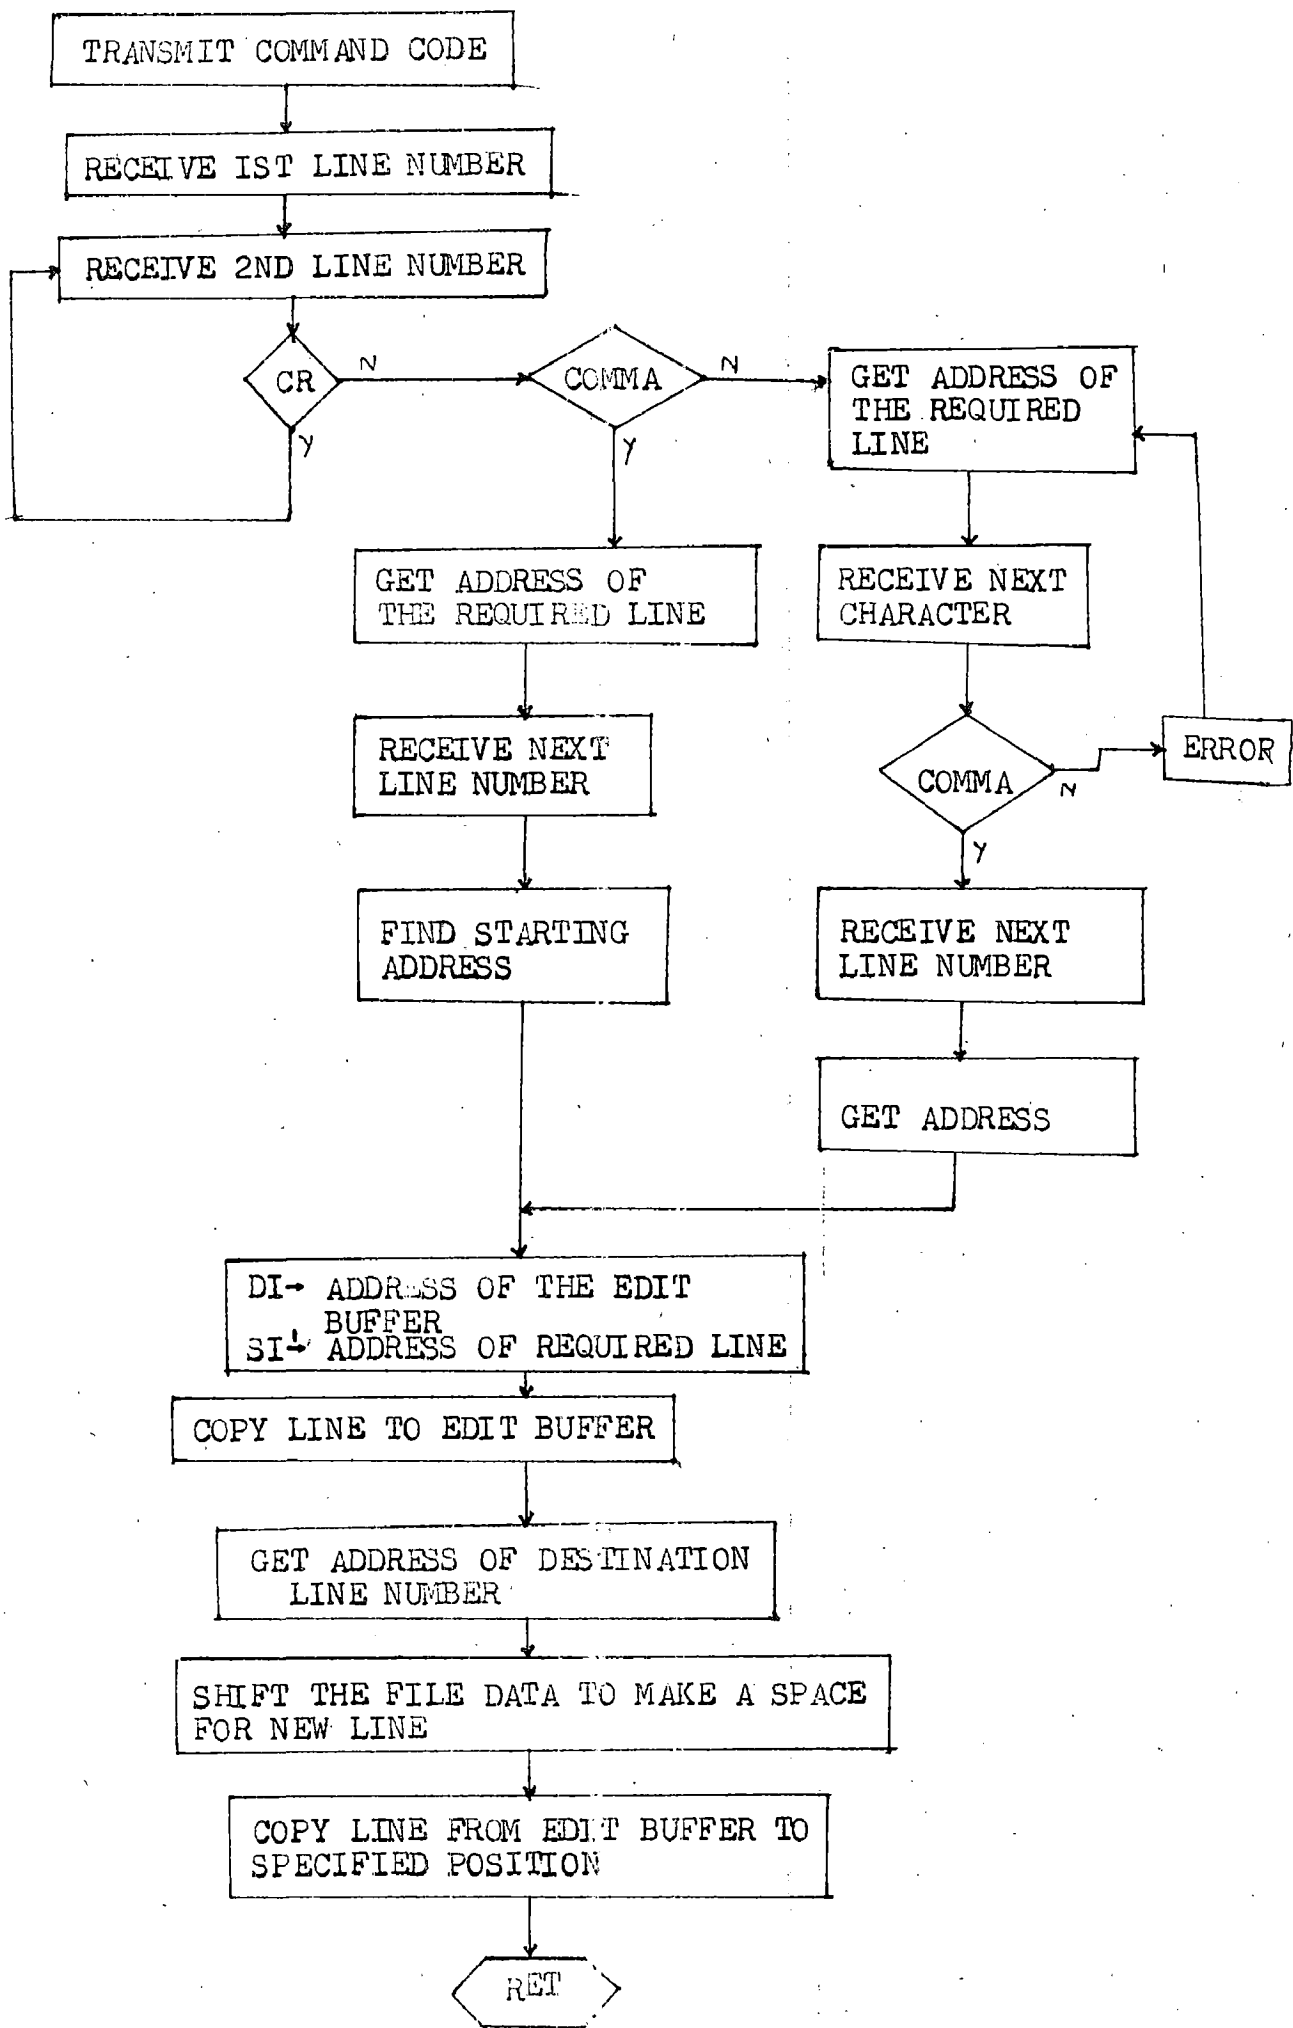 TRANSMIT COMMAND CODE
RECEIVE IST LINE NUMBER
RECEIVE 2ND LINE NUMBER
CR
N
Y
COMMA
N
Y
GET ADDRESS OF
THE REQUIRED
LINE
GET ADDRESS OF
THE REQUIRED LINE
RECEIVE NEXT
CHARACTER
RECEIVE NEXT
LINE NUMBER
COMMA
N
Y
ERROR
FIND STARTING
ADDRESS
RECEIVE NEXT
LINE NUMBER
GET ADDRESS
DI→ ADDRESS OF THE EDIT
BUFFER
SI→ ADDRESS OF REQUIRED LINE
COPY LINE TO EDIT BUFFER
GET ADDRESS OF DESTINATION
LINE NUMBER
SHIFT THE FILE DATA TO MAKE A SPACE
FOR NEW LINE
COPY LINE FROM EDIT BUFFER TO
SPECIFIED POSITION
RET